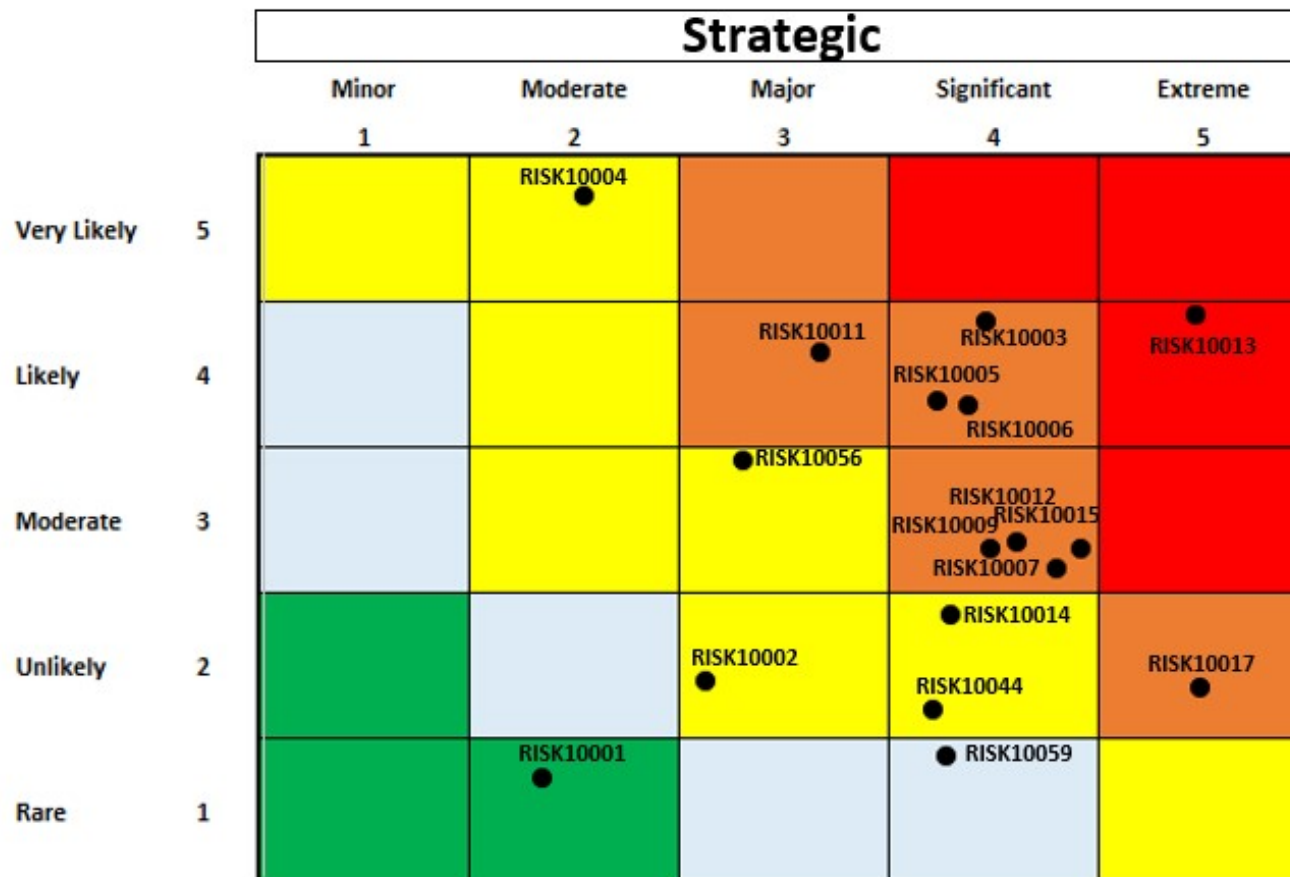 Strategic
Minor Moderate Major Significant Extreme
1 2 3 4 5
RISK10004
Very Likely 5
RISK10011
RISK10003
RISK10013
Likely 4
RISK10005
RISK10006
RISK10056
RISK10012
RISK10015
Moderate 3
RISK10009
RISK10007
RISK10014
RISK10002
RISK10017
Unlikely 2
RISK10044
RISK10001
RISK10059
Rare 1